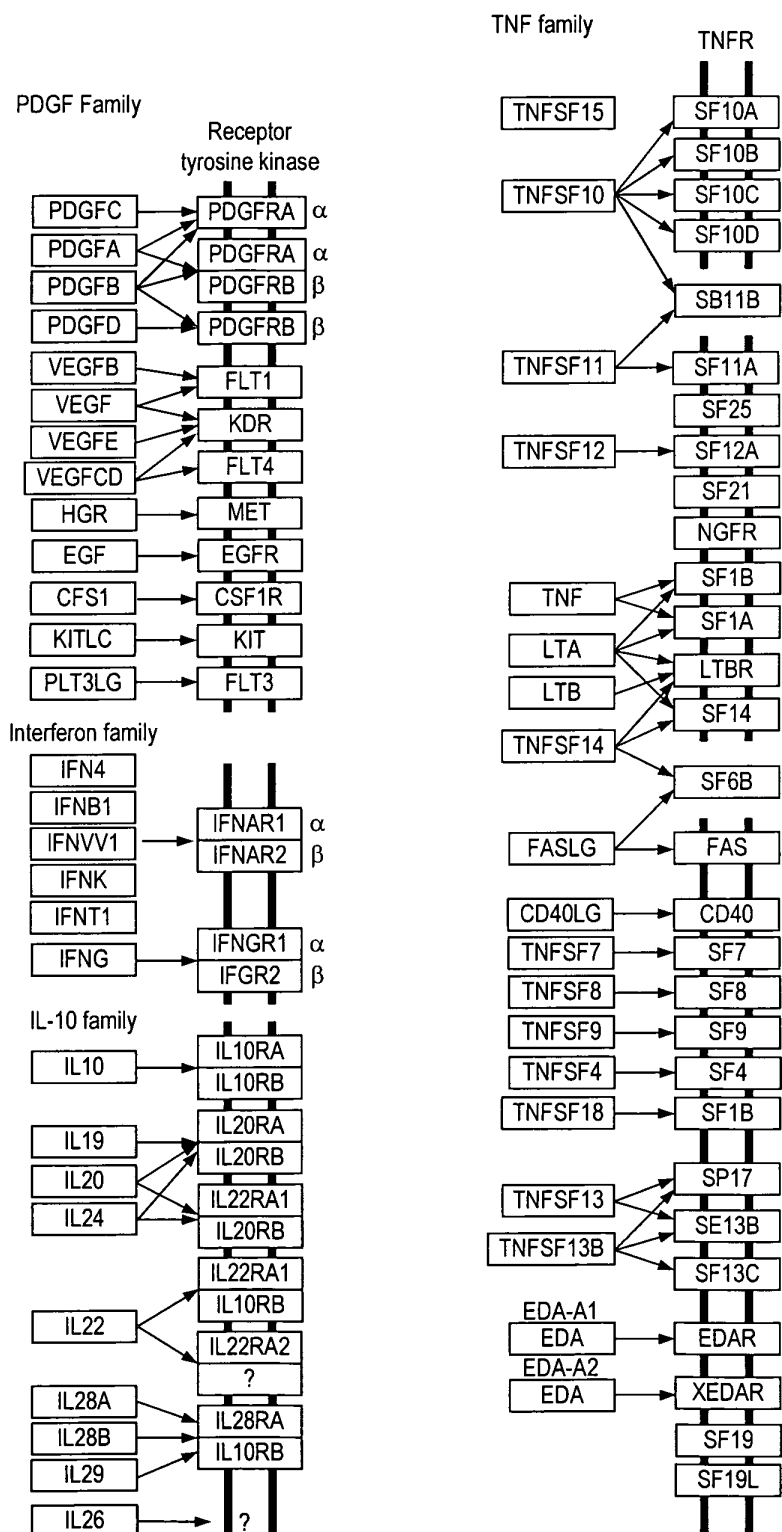 PDGF Family
Receptor
tyrosine kinase
PDGFC
PDGFRA α
PDGFA
PDGFRA α
PDGFB
PDGFRB β
PDGFD
PDGFRB β
VEGFB
FLT1
VEGF
KDR
VEGFE
VEGFCD
FLT4
HGR
MET
EGF
EGFR
CFS1
CSF1R
KITLC
KIT
PLT3LG
FLT3
Interferon family
IFN4
IFNB1
IFNVV1
IFNAR1 α
IFNAR2 β
IFNK
IFNT1
IFNG
IFNGR1 α
IFGR2 β
IL-10 family
IL10
IL10RA
IL10RB
IL19
IL20RA
IL20RB
IL20
IL24
IL22RA1
IL20RB
IL22RA1
IL10RB
IL22
IL22RA2
?
IL28A
IL28RA
IL28B
IL10RB
IL29
IL26
?
TNF family
TNFR
TNFSF15
SF10A
SF10B
TNFSF10
SF10C
SF10D
SB11B
TNFSF11
SF11A
SF25
TNFSF12
SF12A
SF21
NGFR
SF1B
TNF
SF1A
LTA
LTBR
LTB
SF14
TNFSF14
SF6B
FASLG
FAS
CD40LG
CD40
TNFSF7
SF7
TNFSF8
SF8
TNFSF9
SF9
TNFSF4
SF4
TNFSF18
SF1B
SP17
TNFSF13
SE13B
TNFSF13B
SF13C
EDA-A1
EDA
EDAR
EDA-A2
EDA
XEDAR
SF19
SF19L